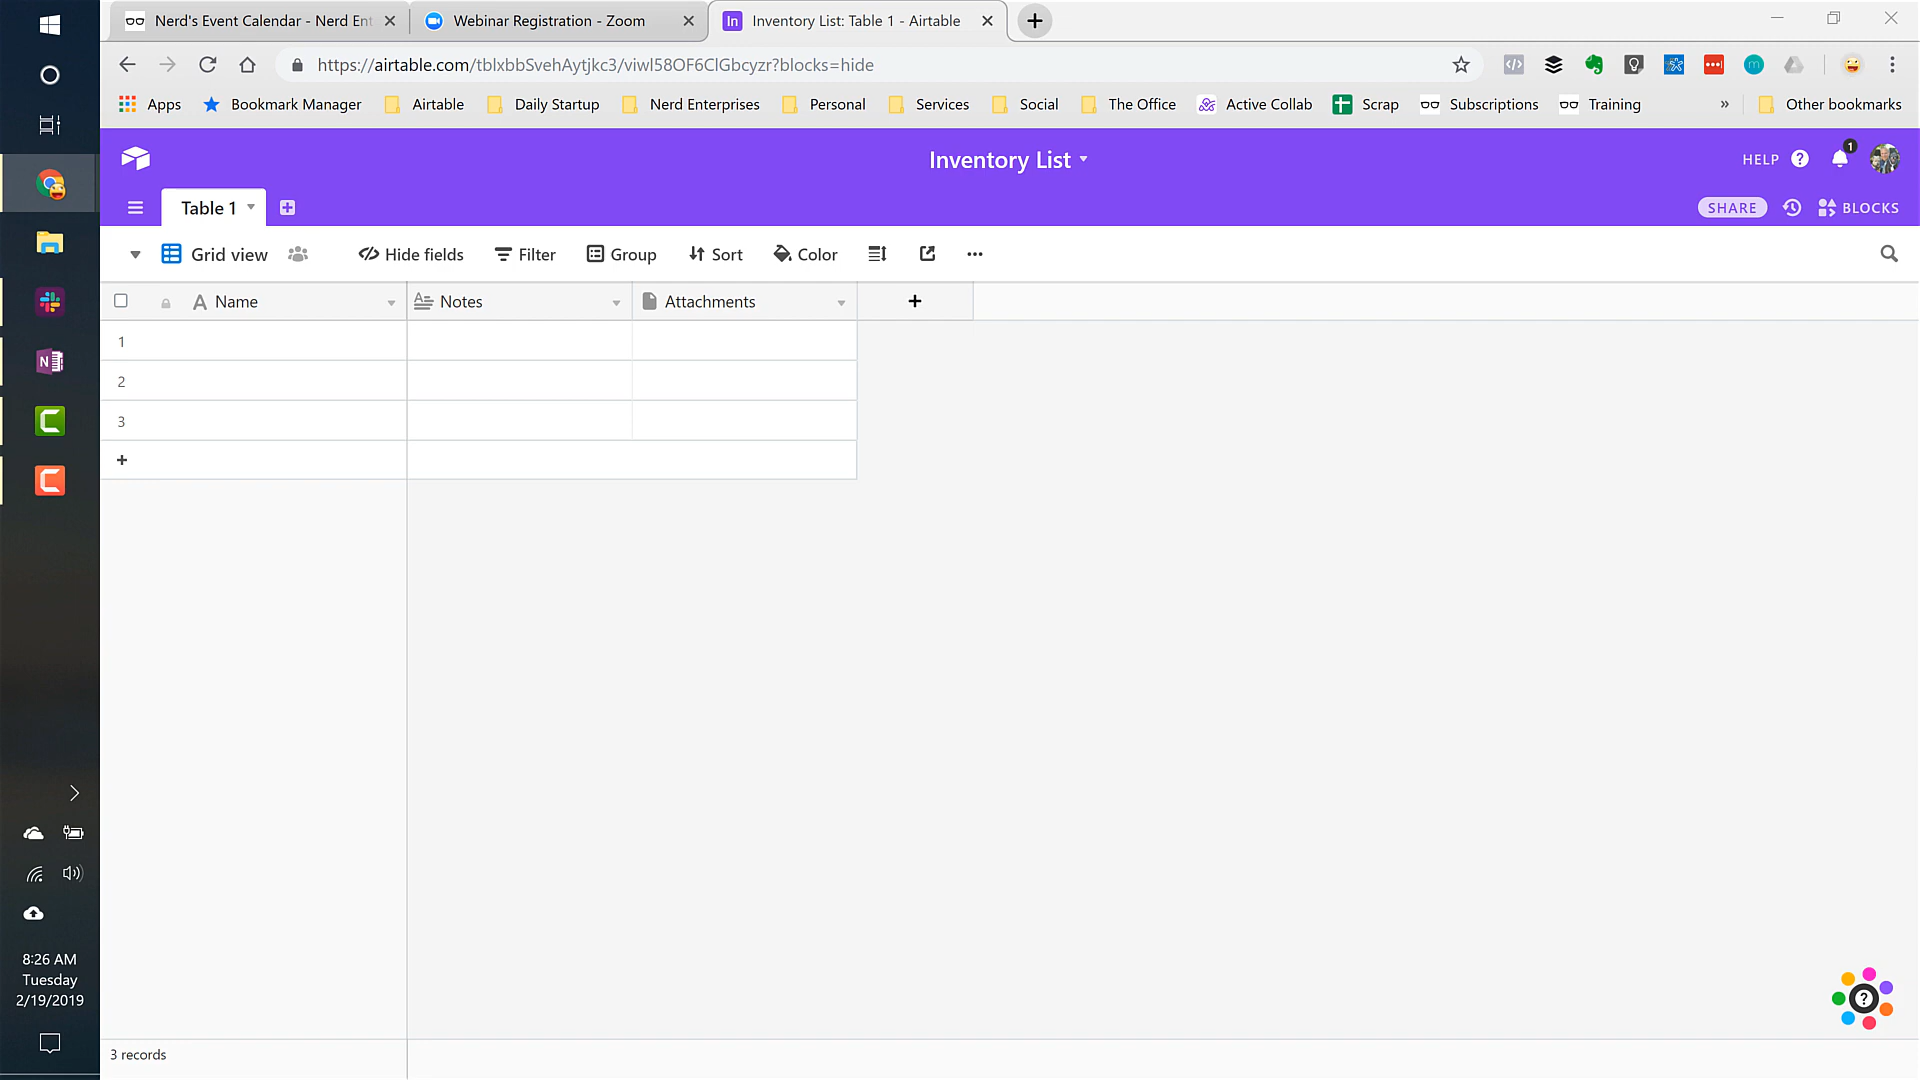 Nerd's Event Calendar - Nerd Ent
Webinar Registration - Zoom
In Inventory List: Table 1 - Airtable
https://airtable.com/tblxbbSvehAytjkc3/viwl58OF6ClGbcyzr?blocks=hide
Apps Bookmark Manager Airtable Daily Startup Nerd Enterprises Personal Services Social The Office Active Collab Scrap Subscriptions Training » Other bookmarks
Inventory List
HELP ? 1
Table 1
SHARE BLOCKS
Grid view Hide fields Filter Group Sort Color
Name Notes Attachments +
1
2
3
+
8:26 AM
Tuesday
2/19/2019
3 records